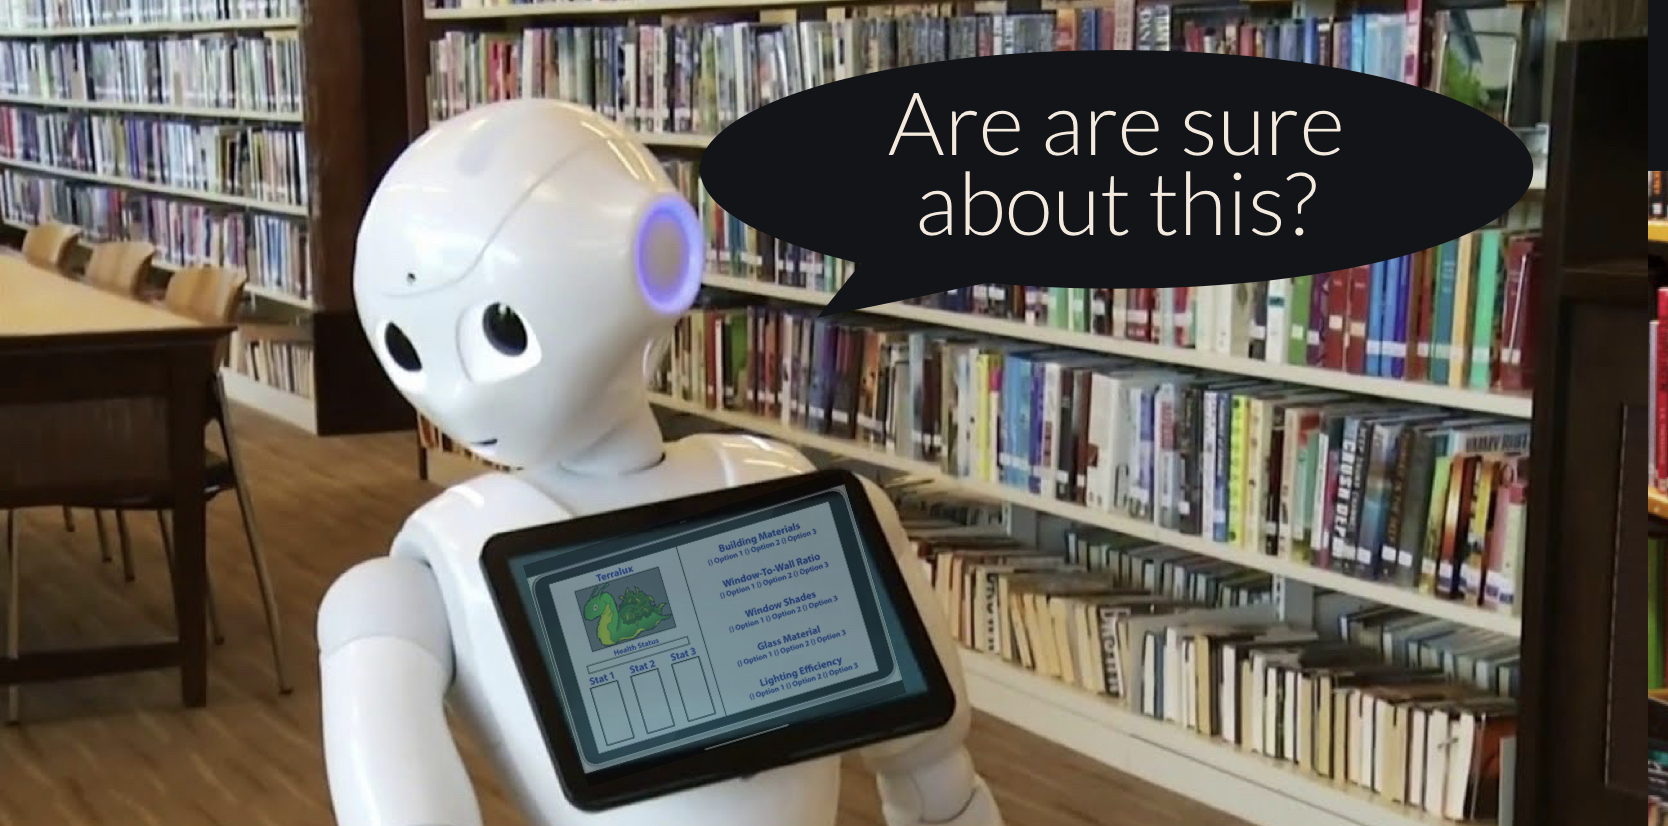 Are are sure
about this?
Terralux
Health Status
Stat 1 Stat 2 Stat 3
Building Materials
() Option 1 () Option 2 () Option 3
Window-To-Wall Ratio
() Option 1 () Option 2 () Option 3
Window Shades
() Option 1 () Option 2 () Option 3
Glass Material
() Option 1 () Option 2 () Option 3
Lighting Efficiency
() Option 1 () Option 2 () Option 3